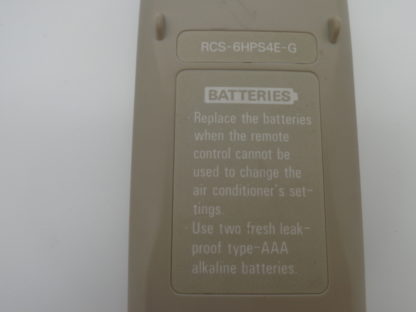 RCS-6HPS4E-G
BATTERIES
· Replace the batteries
when the remote
control cannot be
used to change the
air conditioner's set-
tings.
· Use two fresh leak-
proof type-AAA
alkaline batteries.